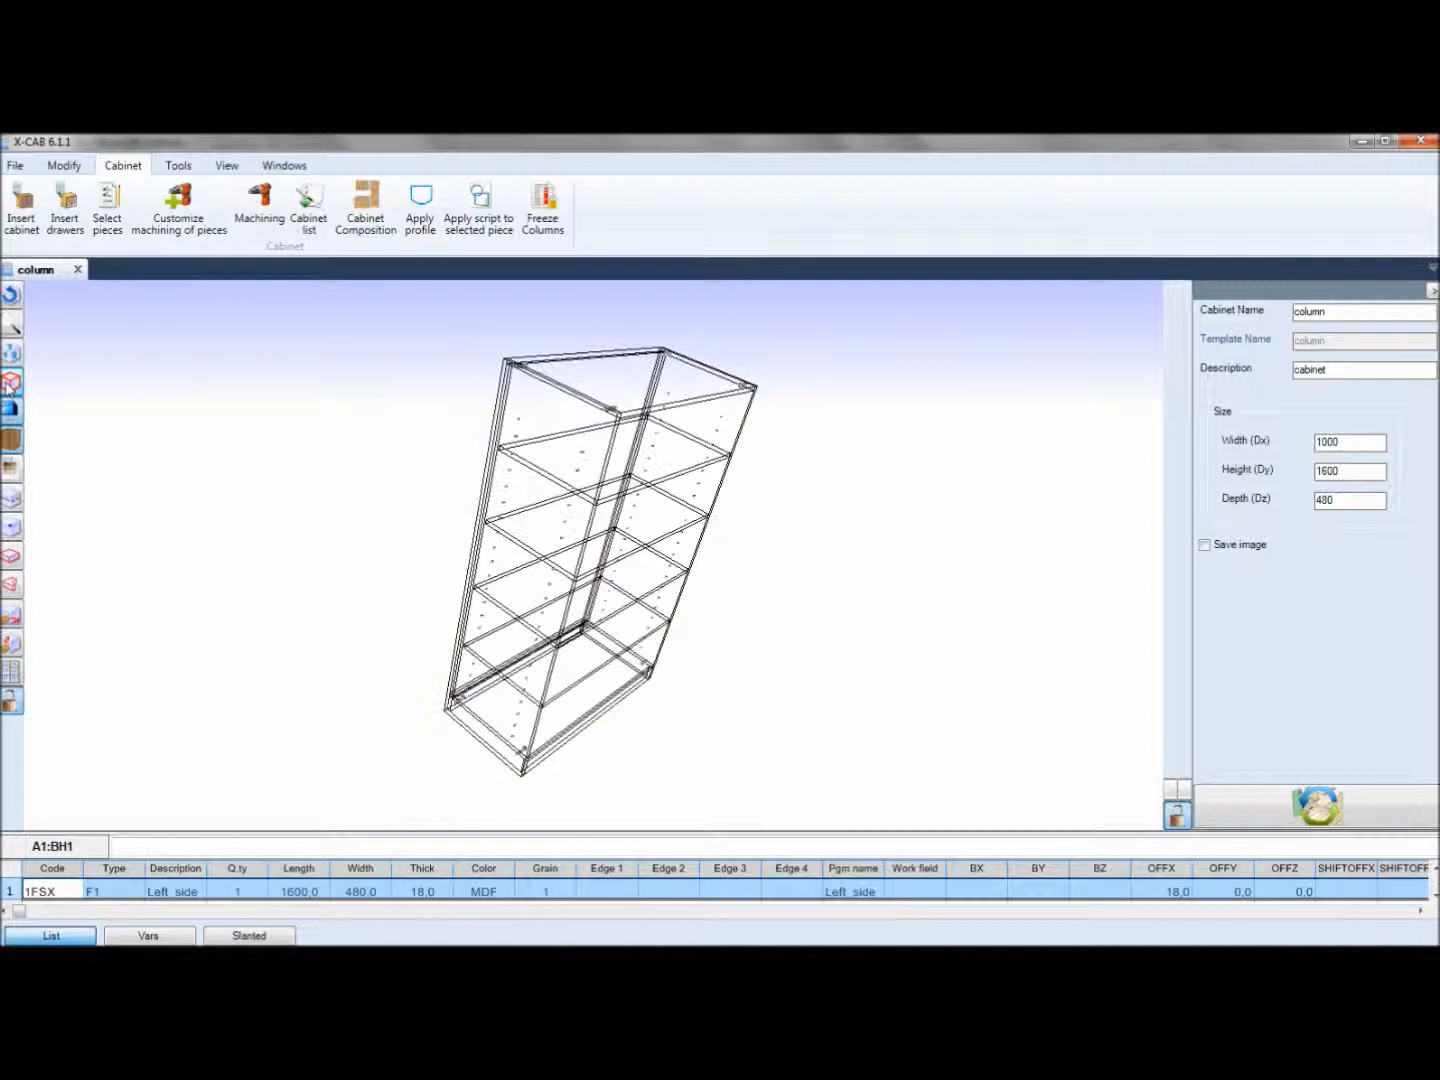 X-CAB 6.1.1
File Modify Cabinet Tools View Windows
Insert cabinet
Insert drawers
Select pieces
Customize machining of pieces
Machining
Cabinet list
Cabinet Composition
Apply profile
Apply script to selected piece
Freeze Columns
Cabinet
column X
Cabinet Name column
Template Name column
Description cabinet
Size
Width (Dx) 1000
Height (Dy) 1600
Depth (Dz) 480
Save image
A1:BH1
Code Type Description Q.ty Length Width Thick Color Grain Edge 1 Edge 2 Edge 3 Edge 4 Pgm name Work field BX BY BZ OFFX OFFY OFFZ SHIFTOFFX SHIFTOFF
1 1FSX F1 Left side 1 1600,0 480,0 18,0 MDF 1 Left side 18,0 0,0 0,0
List Vars Slanted